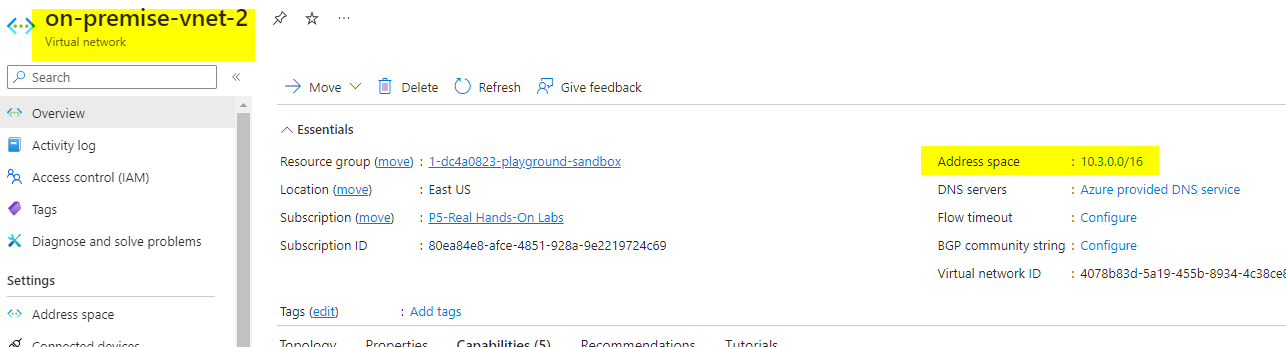 on-premise-vnet-2
Virtual network
Search
Overview
Activity log
Access control (IAM)
Tags
Diagnose and solve problems
Settings
Address space
Connected devices
Move
Delete
Refresh
Give feedback
Essentials
Resource group (move) : 1-dc4a0823-playground-sandbox
Location (move) : East US
Subscription (move) : P5-Real Hands-On Labs
Subscription ID : 80ea84e8-afce-4851-928a-9e2219724c69
Address space : 10.3.0.0/16
DNS servers : Azure provided DNS service
Flow timeout : Configure
BGP community string : Configure
Virtual network ID : 4078b83d-5a19-455b-8934-4c38ce8
Tags (edit) : Add tags
Topology Properties Capabilities (5) Recommendations Tutorials